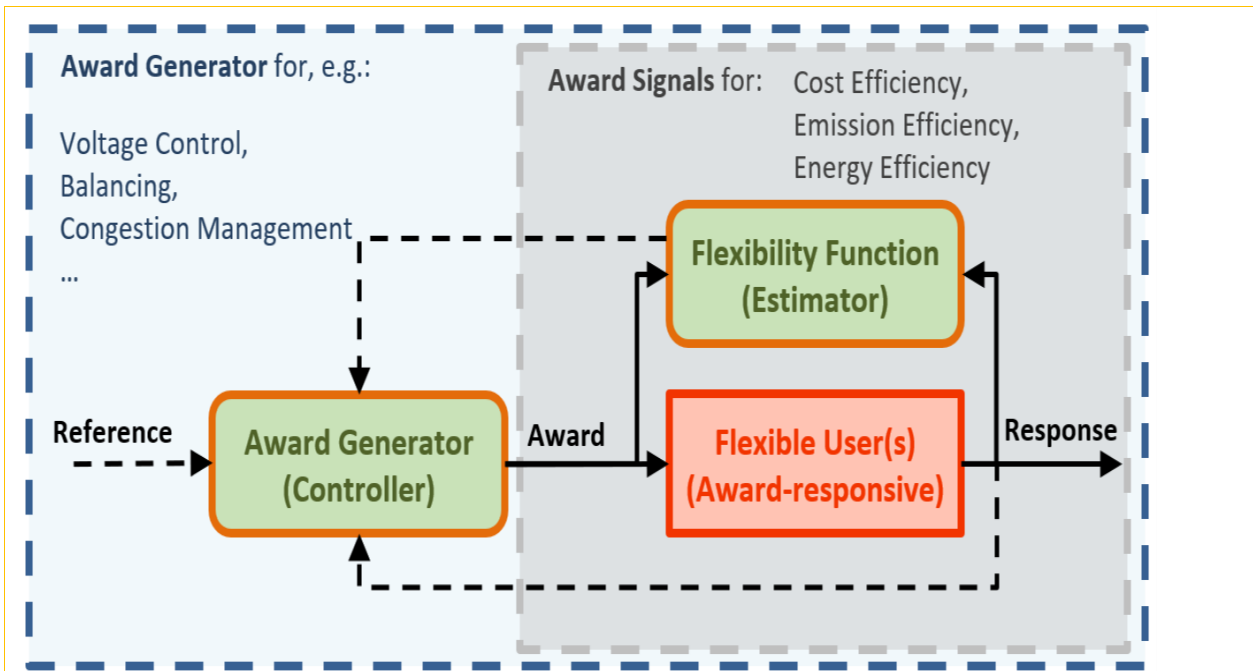 Award Generator for, e.g.:
Voltage Control,
Balancing,
Congestion Management
...
Award Signals for:
Cost Efficiency,
Emission Efficiency,
Energy Efficiency
Flexibility Function
(Estimator)
Reference
Award Generator
(Controller)
Award
Flexible User(s)
(Award-responsive)
Response